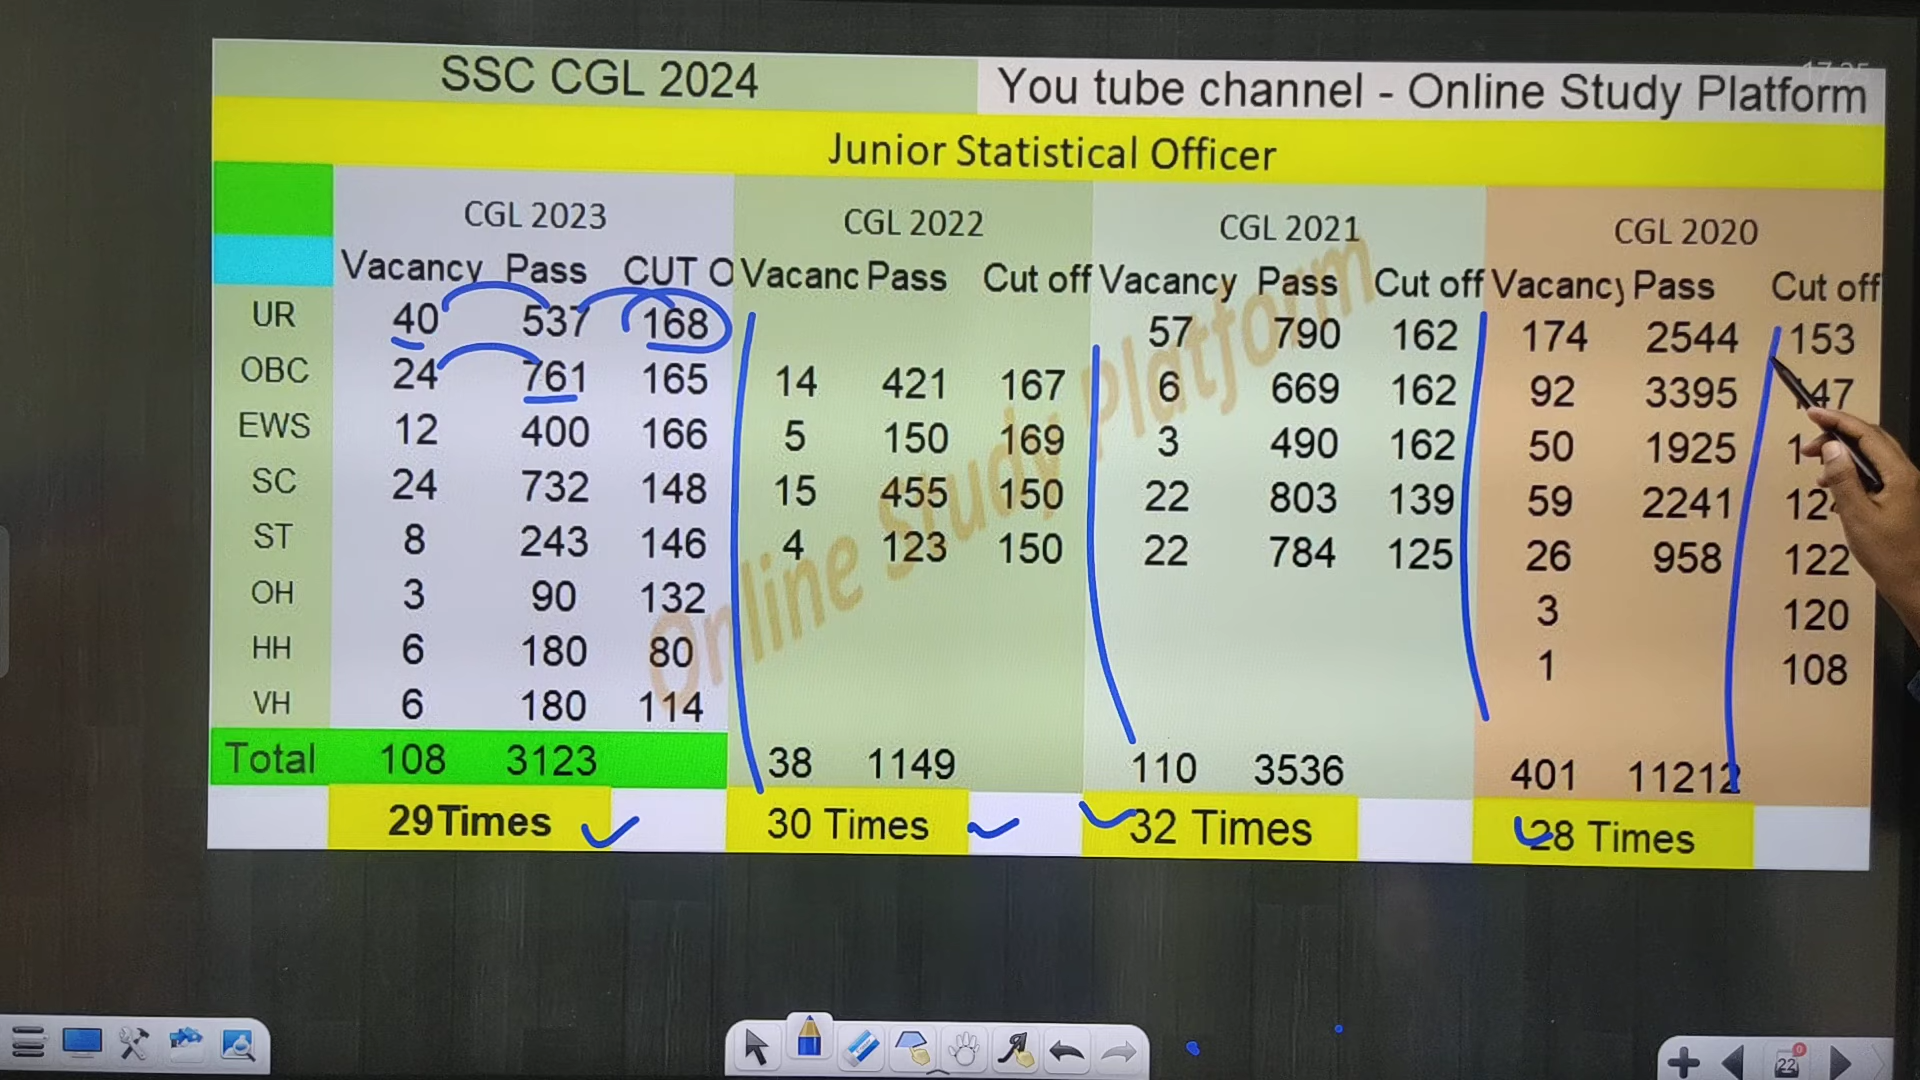 17:25
SSC CGL 2024 You tube channel - Online Study Platform
Junior Statistical Officer
CGL 2023 CGL 2022 CGL 2021 CGL 2020
Vacancy Pass CUT O Vacanc Pass Cut off Vacancy Pass Cut off Vacancy Pass Cut off
UR 40 537 168 57 790 162 174 2544 153
OBC 24 761 165 14 421 167 6 669 162 92 3395 147
EWS 12 400 166 5 150 169 3 490 162 50 1925
SC 24 732 148 15 455 150 22 803 139 59 2241
ST 8 243 146 4 123 150 22 784 125 26 958 122
OH 3 90 132 3 120
HH 6 180 80 1 108
VH 6 180 114
Total 108 3123 38 1149 110 3536 401 11212
29Times 30 Times 32 Times 28 Times
Online Study Platform
22